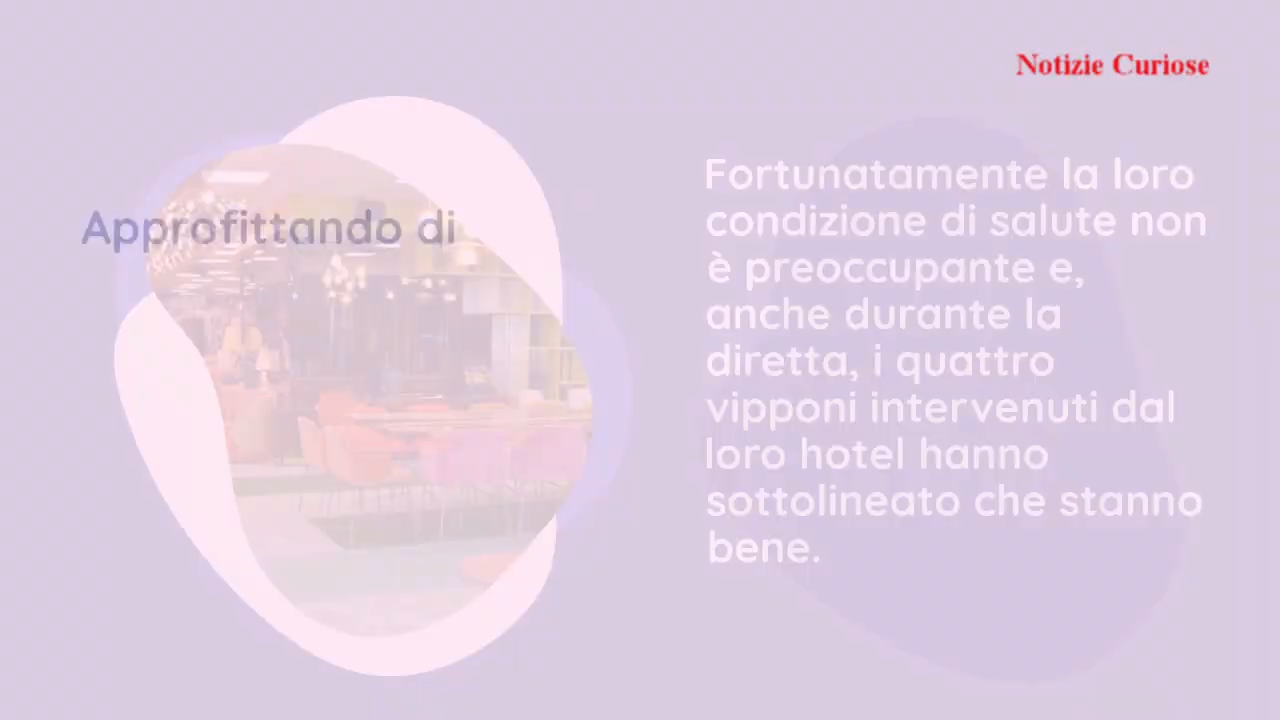 Notizie Curiose
Approfittando di
Fortunatamente la loro
condizione di salute non
è preoccupante e,
anche durante la
diretta, i quattro
vipponi intervenuti dal
loro hotel hanno
sottolineato che stanno
bene.